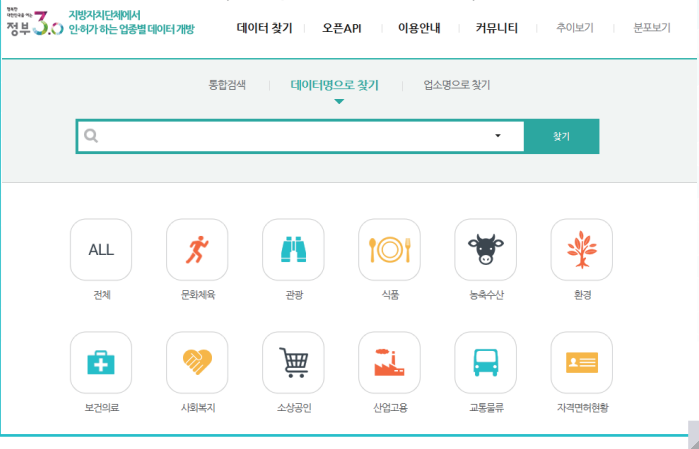 국민의
대한민국을 바꾸는
정부 3.0
지방자치단체에서
인·허가 하는 업종별 데이터 개방
데이터 찾기
오픈API
이용안내
커뮤니티
추이보기
분포보기
통합검색
데이터명으로 찾기
업소명으로 찾기
찾기
ALL
전체
문화체육
관광
식품
농축수산
환경
보건의료
사회복지
소상공인
산업고용
교통물류
자격면허현황